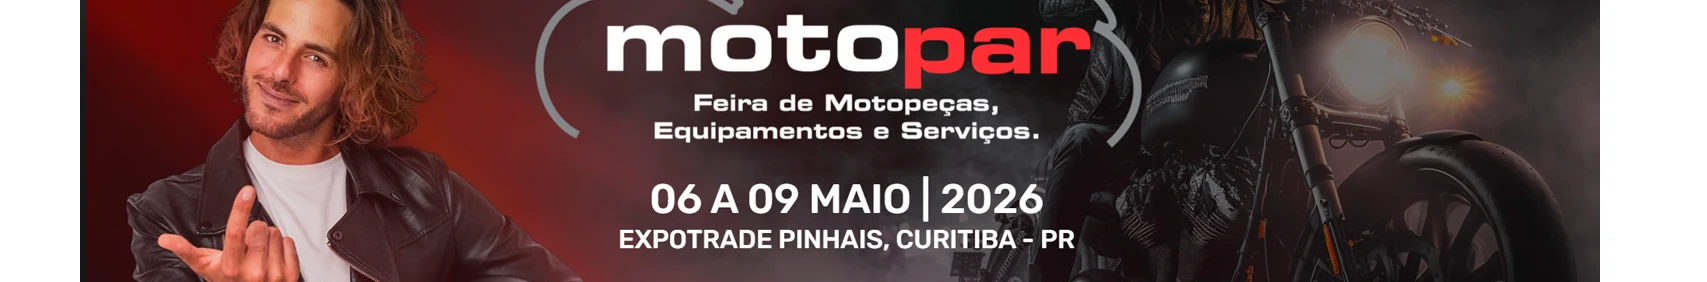 motopar
Feira de Motopeças,
Equipamentos e Serviços.
06 A 09 MAIO | 2026
EXPOTRADE PINHAIS, CURITIBA - PR